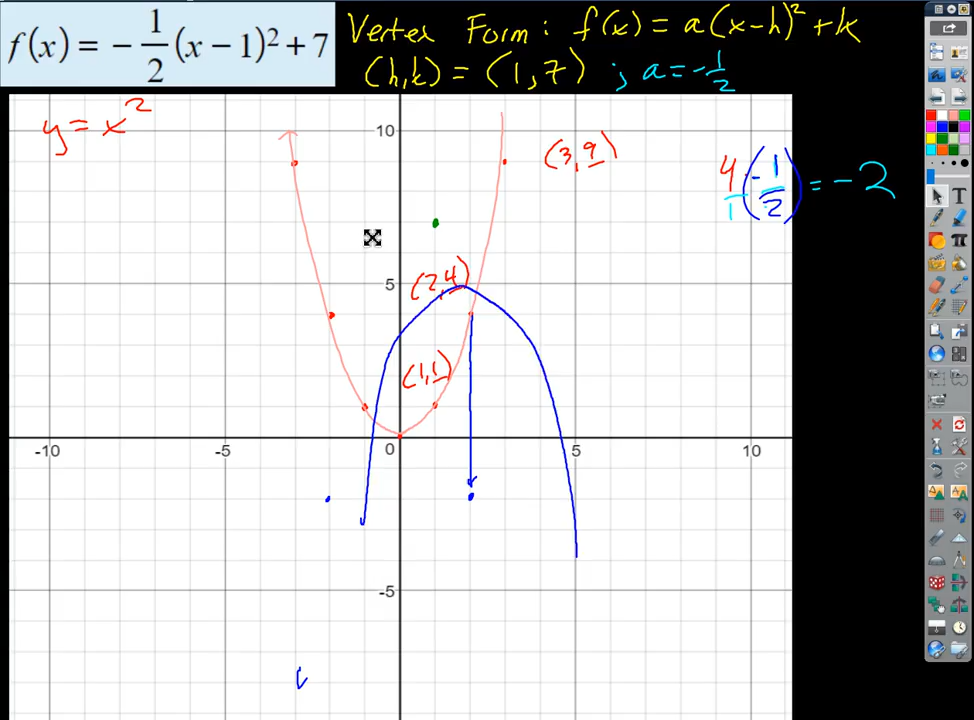 f(x) = −1/2(x − 1)² + 7
Vertex Form: f(x) = a(x−h)² + k
(h,k) = (1,7) ; a = −1/2
y = x²
(3,9)
4/1 · (−1/2) = −2
(2,4)
(1,1)
10
5
-10
-5
0
5
10
-5
T
π